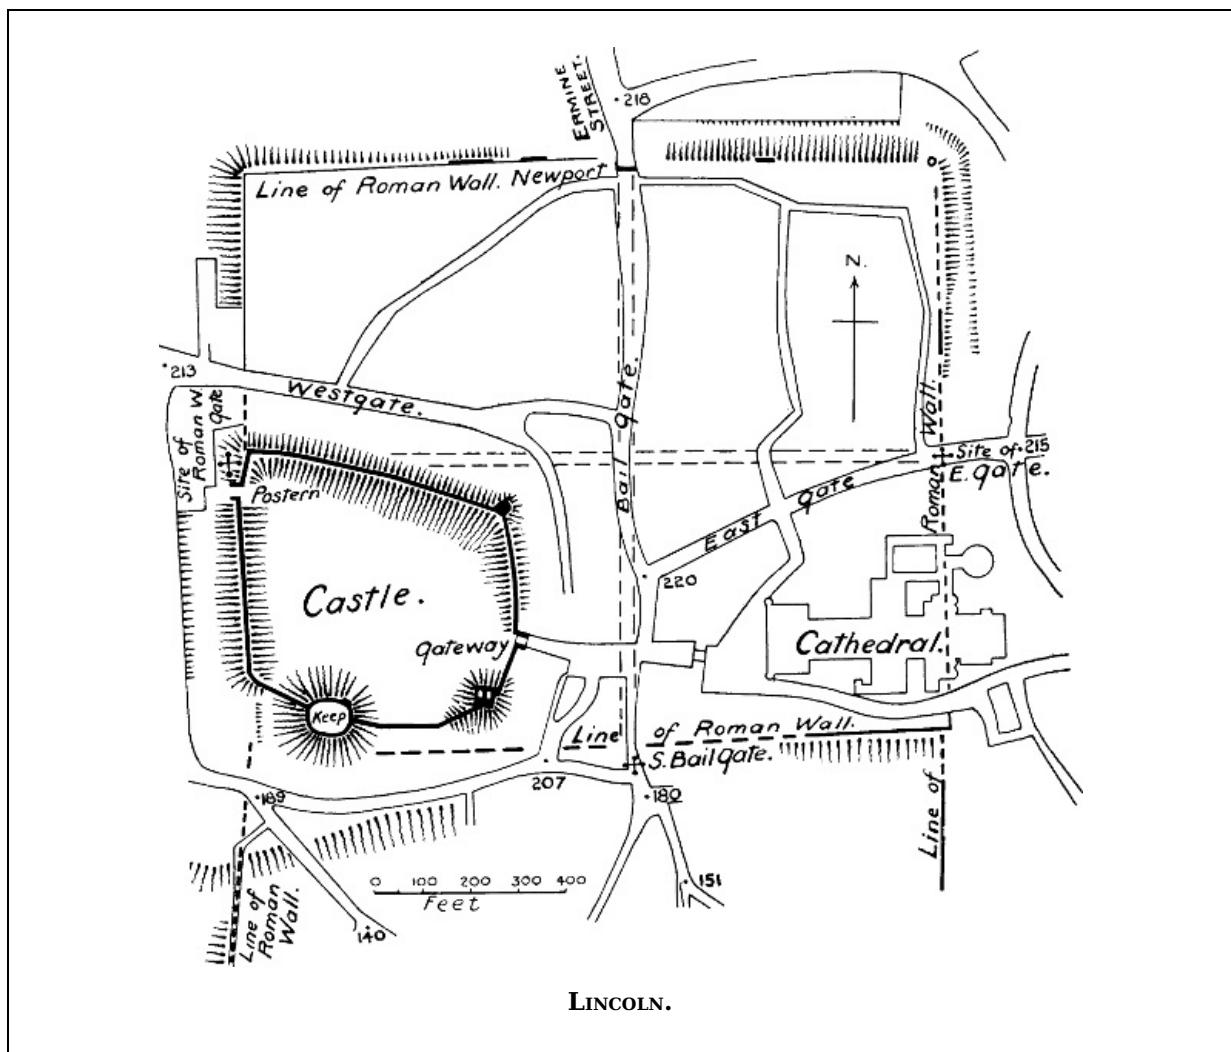 ERMINE
STREET.
218
Line of Roman Wall. Newport
N.
213
Westgate.
Bail gate.
Site of
Roman W.
Gate
Roman Wall.
Site of 215
E. gate.
Postern
East gate
220
Castle.
Gateway
Cathedral.
Keep
Line of Roman Wall.
S. Bail Gate.
207
180
189
Line of
151
0 100 200 300 400
Feet
Line of
Roman
Wall.
140
LINCOLN.